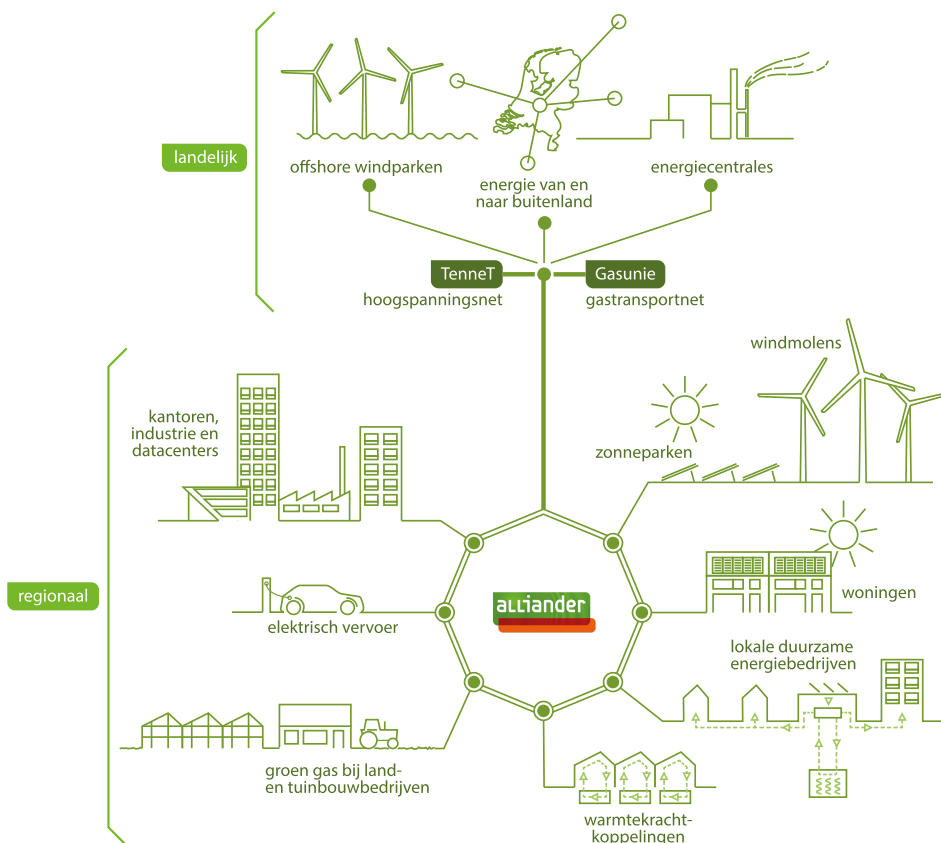 landelijk
offshore windparken
energie van en
naar buitenland
energiecentrales
TenneT
hoogspanningsnet
Gasunie
gastransportnet
regionaal
kantoren,
industrie en
datacenters
windmolens
zonneparken
elektrisch vervoer
alliander
woningen
lokale duurzame
energiebedrijven
groen gas bij land-
en tuinbouwbedrijven
warmtekracht-
koppelingen